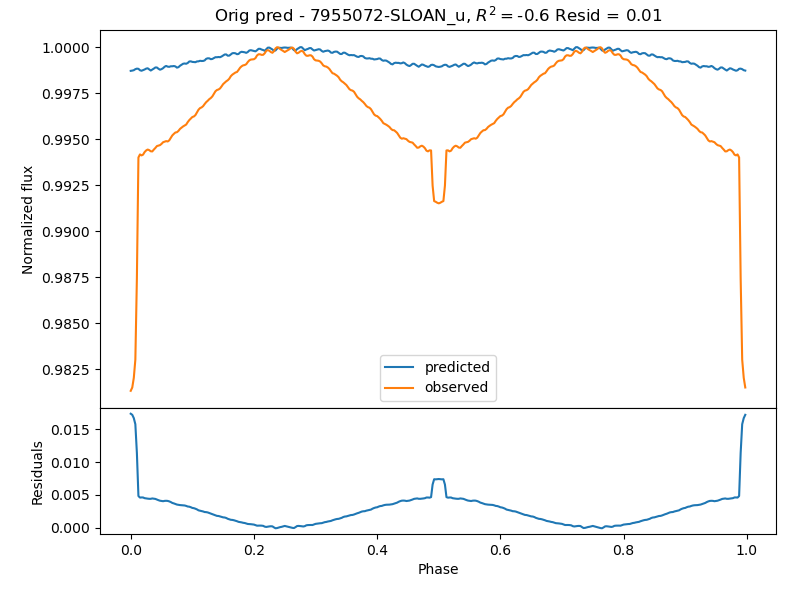 Orig pred - 7955072-SLOAN_u, R² = -0.6 Resid = 0.01
Normalized flux
1.0000
0.9975
0.9950
0.9925
0.9900
0.9875
0.9850
0.9825
predicted
observed
Residuals
0.015
0.010
0.005
0.000
0.0 0.2 0.4 0.6 0.8 1.0
Phase